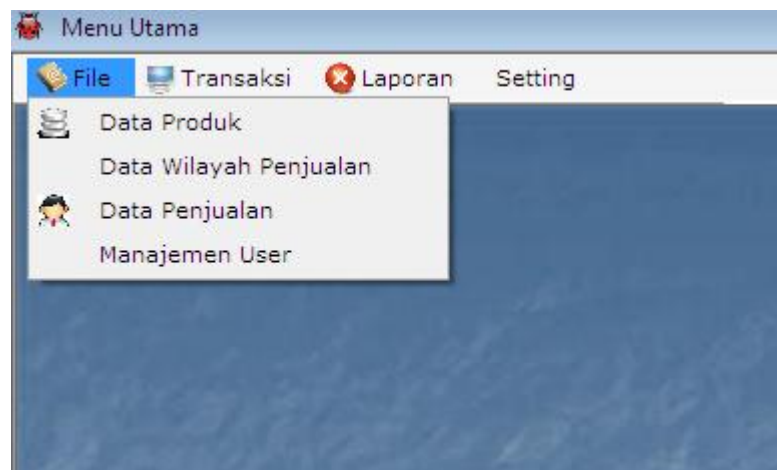 Menu Utama
File Transaksi Laporan Setting
Data Produk
Data Wilayah Penjualan
Data Penjualan
Manajemen User